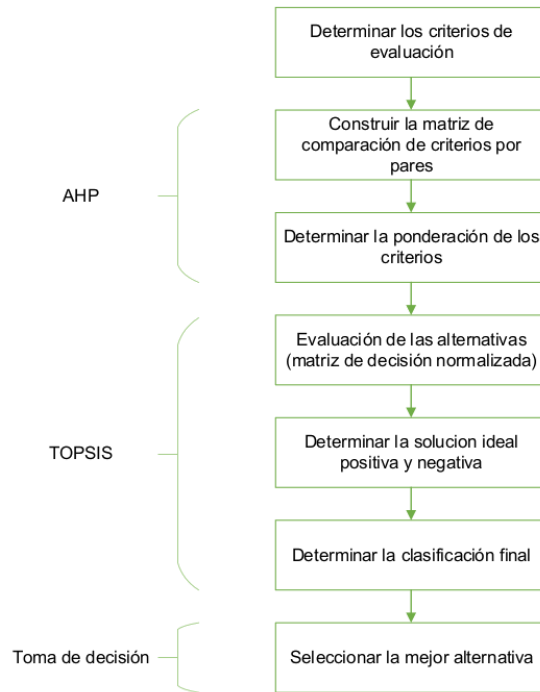 Determinar los criterios de
evaluación
Construir la matriz de
comparación de criterios por
pares
AHP
Determinar la ponderación de los
criterios
Evaluación de las alternativas
(matriz de decisión normalizada)
TOPSIS
Determinar la solucion ideal
positiva y negativa
Determinar la clasificación final
Toma de decisión
Seleccionar la mejor alternativa